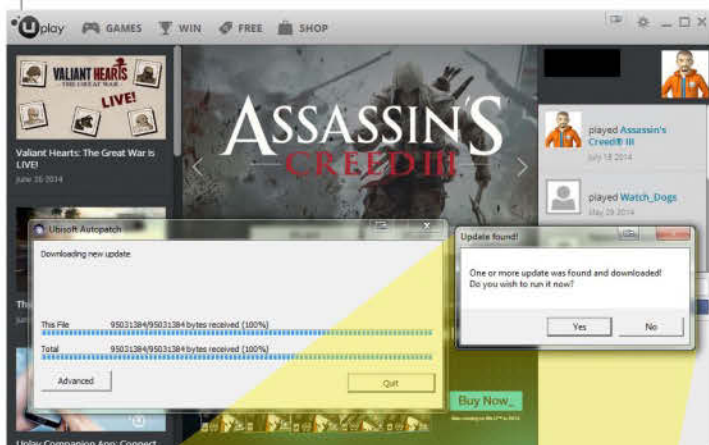 Uplay GAMES WIN FREE SHOP
VALIANT HEARTS
THE GREAT WAR
LIVE!
Valiant Hearts: The Great War Is
LIVE!
June 26 2014
ASSASSIN'S
CREED III
played Assassin's
Creed® III
July 18 2014
played Watch_Dogs
May 29 2014
Ubisoft Autopatch
Downloading new update
This File 95031384/95031384 bytes received (100%)
Total 95031384/95031384 bytes received (100%)
Advanced
Quit
Update found!
One or more update was found and downloaded!
Do you wish to run it now?
Yes No
Buy Now_
Uplay Companion App: Connect